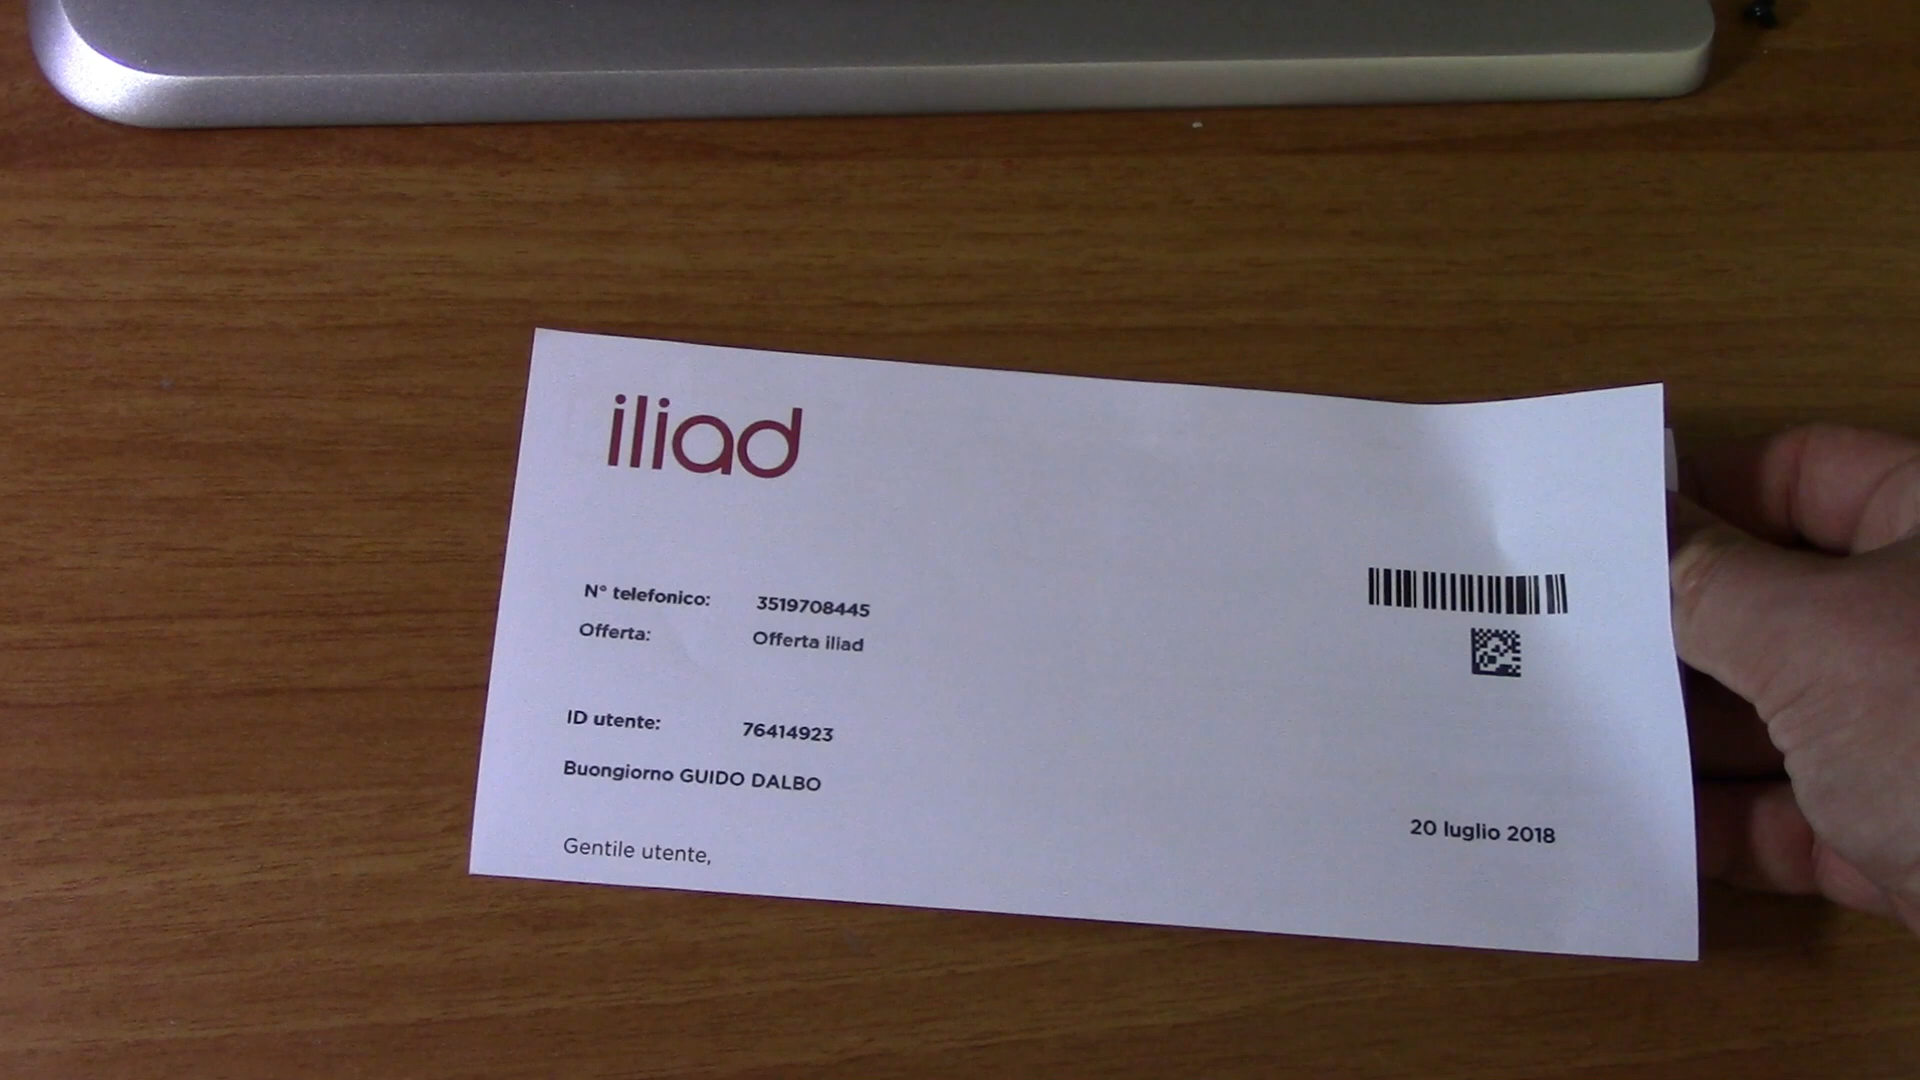 iliad
N° telefonico: 3519708445
Offerta: Offerta iliad
ID utente: 76414923
Buongiorno GUIDO DALBO
20 luglio 2018
Gentile utente,